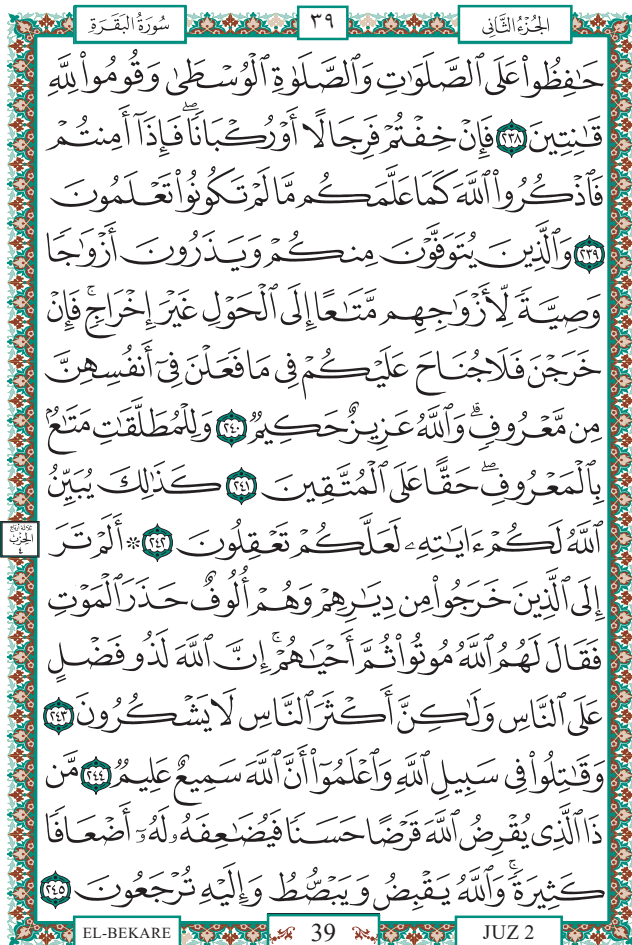 سُورَةُ البَقَرَةِ ٣٩ الجُزْءُ الثَّانِي
حَٰفِظُوا۟ عَلَى ٱلصَّلَوَٰتِ وَٱلصَّلَوٰةِ ٱلْوُسْطَىٰ وَقُومُوا۟ لِلَّهِ
قَٰنِتِينَ ٢٣٨ فَإِنْ خِفْتُمْ فَرِجَالًا أَوْ رُكْبَانًاۖ فَإِذَآ أَمِنتُمْ
فَٱذْكُرُوا۟ ٱللَّهَ كَمَا عَلَّمَكُم مَّا لَمْ تَكُونُوا۟ تَعْلَمُونَ
٢٣٩ وَٱلَّذِينَ يُتَوَفَّوْنَ مِنكُمْ وَيَذَرُونَ أَزْوَٰجًا
وَصِيَّةً لِّأَزْوَٰجِهِم مَّتَٰعًا إِلَى ٱلْحَوْلِ غَيْرَ إِخْرَاجٍۚ فَإِنْ
خَرَجْنَ فَلَا جُنَاحَ عَلَيْكُمْ فِى مَا فَعَلْنَ فِىٓ أَنفُسِهِنَّ
مِن مَّعْرُوفٍۗ وَٱللَّهُ عَزِيزٌ حَكِيمٌ ٢٤٠ وَلِلْمُطَلَّقَٰتِ مَتَٰعٌۢ
بِٱلْمَعْرُوفِۖ حَقًّا عَلَى ٱلْمُتَّقِينَ ٢٤١ كَذَٰلِكَ يُبَيِّنُ
ٱللَّهُ لَكُمْ ءَايَٰتِهِۦ لَعَلَّكُمْ تَعْقِلُونَ ٢٤٢ ۞ أَلَمْ تَرَ
الحِزْب
٤
إِلَى ٱلَّذِينَ خَرَجُوا۟ مِن دِيَٰرِهِمْ وَهُمْ أُلُوفٌ حَذَرَ ٱلْمَوْتِ
فَقَالَ لَهُمُ ٱللَّهُ مُوتُوا۟ ثُمَّ أَحْيَٰهُمْۚ إِنَّ ٱللَّهَ لَذُو فَضْلٍ
عَلَى ٱلنَّاسِ وَلَٰكِنَّ أَكْثَرَ ٱلنَّاسِ لَا يَشْكُرُونَ ٢٤٣
وَقَٰتِلُوا۟ فِى سَبِيلِ ٱللَّهِ وَٱعْلَمُوٓا۟ أَنَّ ٱللَّهَ سَمِيعٌ عَلِيمٌ ٢٤٤ مَّن
ذَا ٱلَّذِى يُقْرِضُ ٱللَّهَ قَرْضًا حَسَنًا فَيُضَٰعِفَهُۥ لَهُۥٓ أَضْعَافًا
كَثِيرَةًۚ وَٱللَّهُ يَقْبِضُ وَيَبْصُۜطُ وَإِلَيْهِ تُرْجَعُونَ ٢٤٥
EL-BEKARE 39 JUZ 2